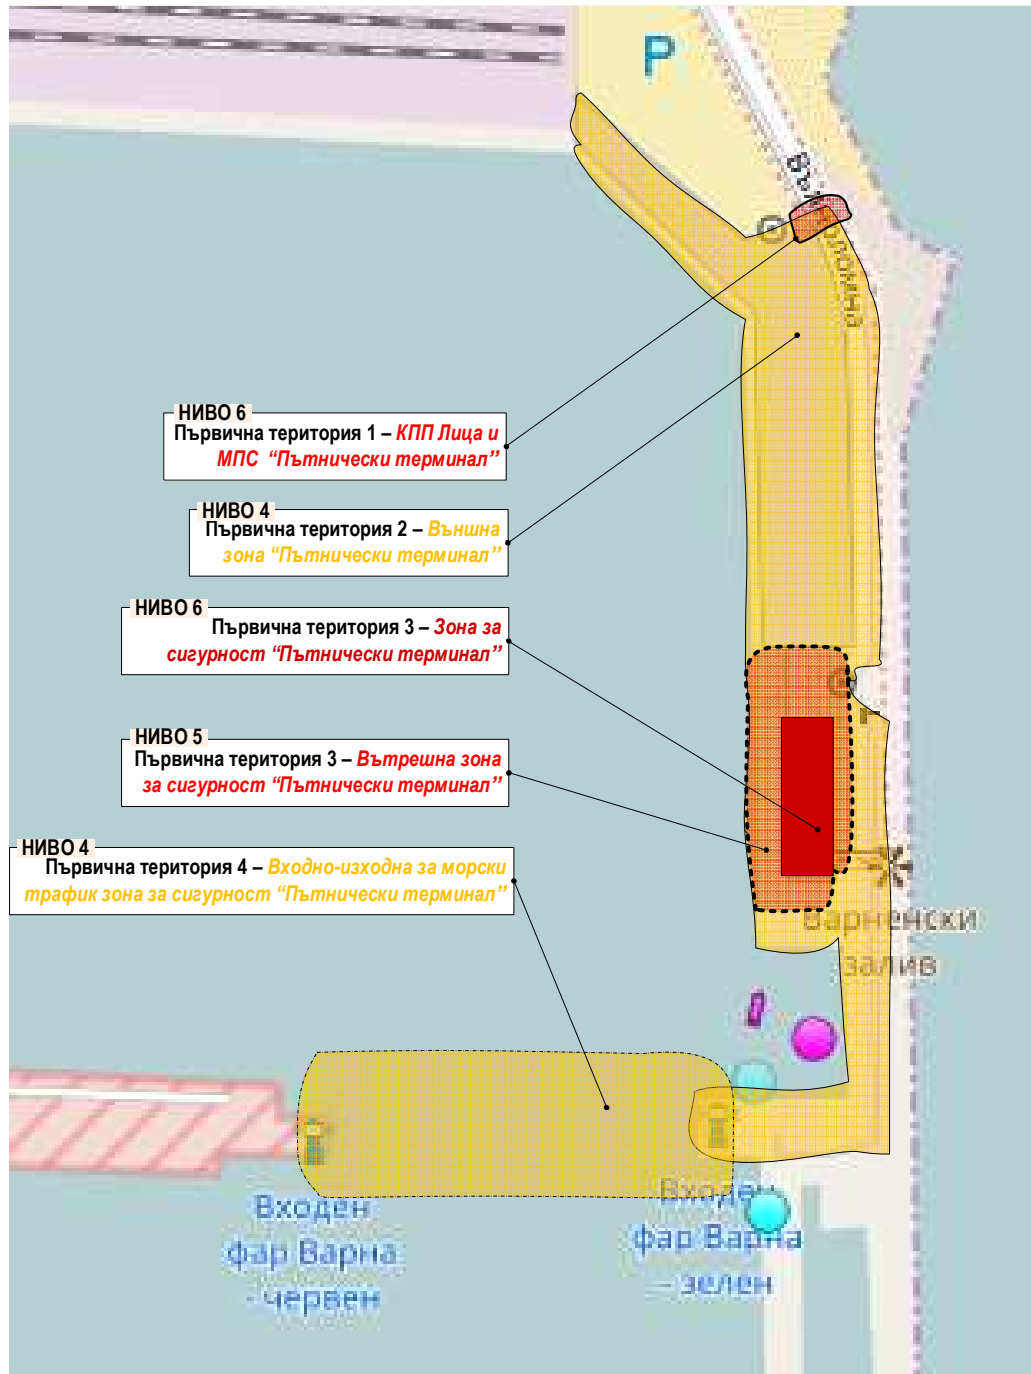 P
НИВО 6
Първична територия 1 – КПП Лица и
МПС “Пътнически терминал”
НИВО 4
Първична територия 2 – Външна
зона “Пътнически терминал”
НИВО 6
Първична територия 3 – Зона за
сигурност “Пътнически терминал”
НИВО 5
Първична територия 3 – Вътрешна зона
за сигурност “Пътнически терминал”
НИВО 4
Първична територия 4 – Входно-изходна за морски
трафик зона за сигурност “Пътнически терминал”
Варненски
залив
Входен
фар Варна
- червен
Входен
фар Варна
- зелен